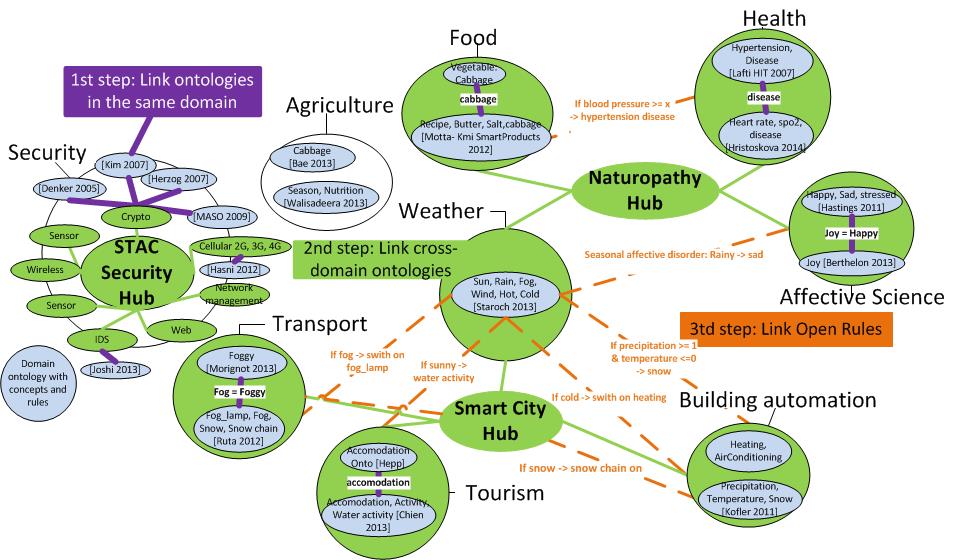 Health
Food
Hypertension,
Disease
[Lafti HIT 2007]
disease
Heart rate, spo2,
disease
[Hristoskova 2014]
Vegetable:
Cabbage
cabbage
Recipe, Butter, Salt,cabbage
[Motta- Kmi SmartProducts
2012]
If blood pressure >= x
-> hypertension disease
1st step: Link ontologies
in the same domain
Agriculture
Cabbage
[Bae 2013]
Season, Nutrition
[Walisadeera 2013]
Security
[Kim 2007]
[Denker 2005]
[Herzog 2007]
[MASO 2009]
Crypto
Sensor
Wireless
Sensor
STAC
Security
Hub
Cellular 2G, 3G, 4G
[Hasni 2012]
Network
management
Web
IDS
[Joshi 2013]
Domain
ontology with
concepts and
rules
Naturopathy
Hub
Weather
2nd step: Link cross-
domain ontologies
Sun, Rain, Fog,
Wind, Hot, Cold
[Staroch 2013]
Seasonal affective disorder: Rainy -> sad
Happy, Sad, stressed
[Hastings 2011]
Joy = Happy
Joy [Berthelon 2013]
Affective Science
3td step: Link Open Rules
Transport
Foggy
[Morignot 2013]
Fog = Foggy
Fog_lamp, Fog,
Snow, Snow chain
[Ruta 2012]
If fog -> swith on
fog_lamp
If sunny ->
water activity
If precipitation >= 1
& temperature <=0
-> snow
If cold -> swith on heating
Smart City
Hub
If snow -> snow chain on
Building automation
Heating,
AirConditioning
Precipitation,
Temperature, Snow
[Kofler 2011]
Tourism
Accomodation
Onto [Hepp]
accomodation
Accomodation, Activity,
Water activity [Chien
2013]